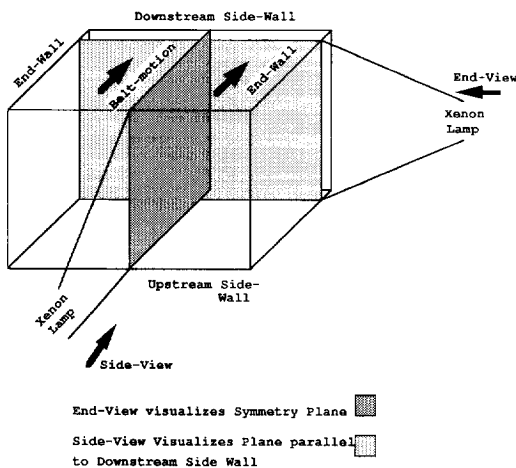 Downstream Side-Wall
End-Wall
Belt-motion
End-Wall
End-View
Xenon
Lamp
Upstream Side-
Wall
Xenon
Lamp
Side-View
End-View visualizes Symmetry Plane
Side-View Visualizes Plane parallel
to Downstream Side Wall